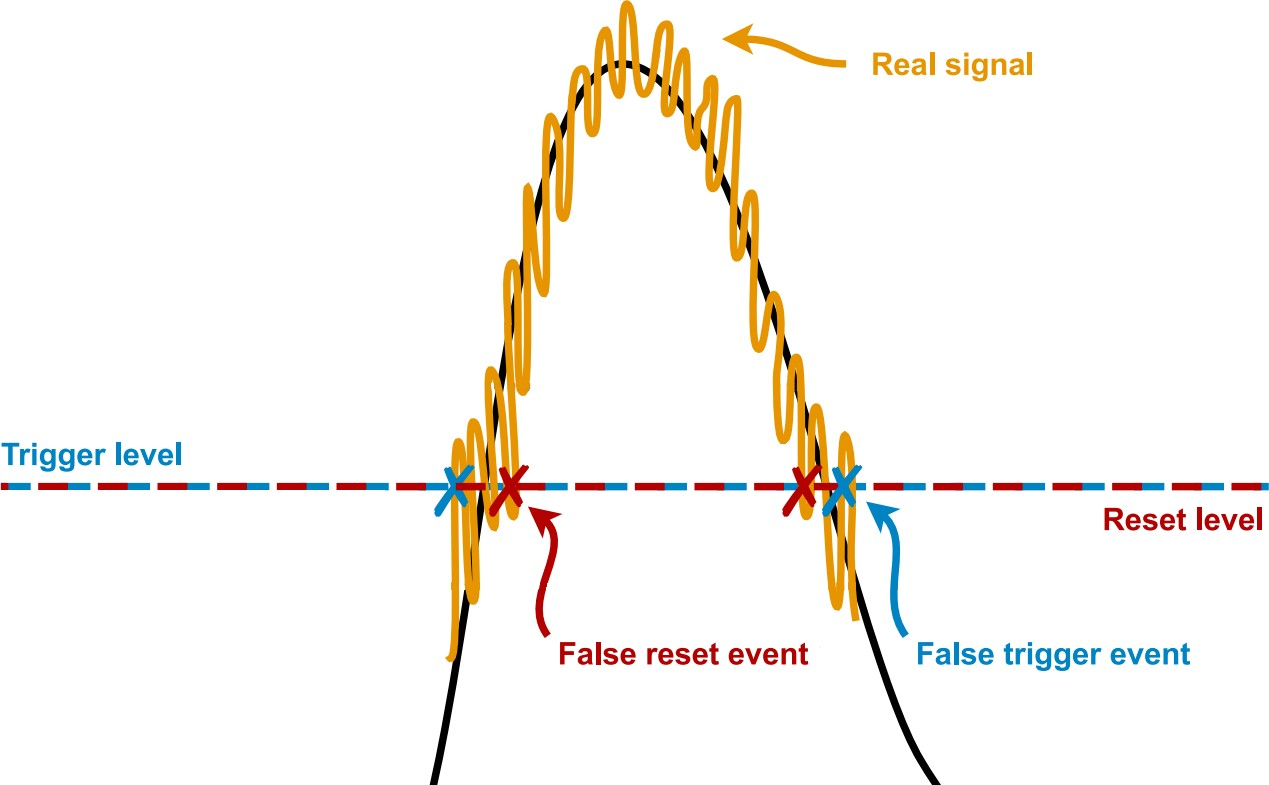 Real signal
Trigger level
Reset level
False reset event
False trigger event